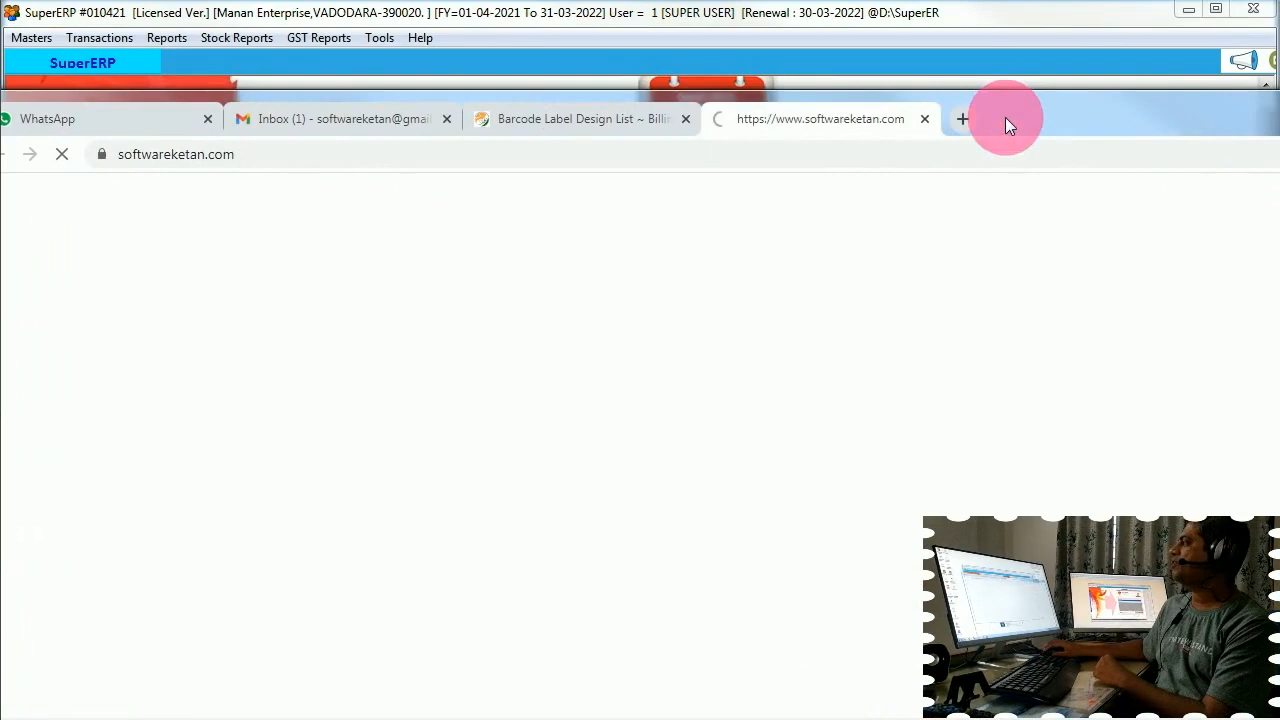 SuperERP #010421 [Licensed Ver.] [Manan Enterprise,VADODARA-390020. ] [FY=01-04-2021 To 31-03-2022] User = 1 [SUPER USER] [Renewal : 30-03-2022] @D:\SuperER
Masters Transactions Reports Stock Reports GST Reports Tools Help
SuperERP
WhatsApp Inbox (1) - softwareketan@gmai Barcode Label Design List ~ Billin https://www.softwareketan.com
softwareketan.com